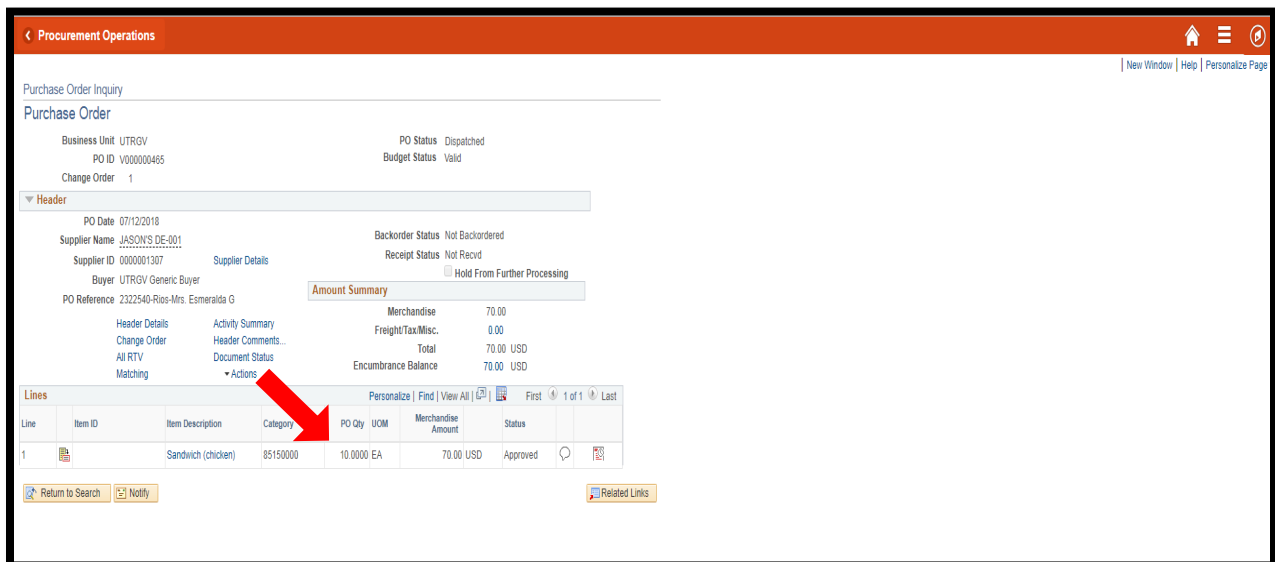 Procurement Operations
New Window | Help | Personalize Page
Purchase Order Inquiry
Purchase Order
Business Unit UTRGV
PO Status Dispatched
PO ID V000000465
Budget Status Valid
Change Order 1
Header
PO Date 07/12/2018
Supplier Name JASON'S DE-001
Backorder Status Not Backordered
Supplier ID 0000001307 Supplier Details
Receipt Status Not Recvd
Hold From Further Processing
Buyer UTRGV Generic Buyer
Amount Summary
PO Reference 2322540-Rios-Mrs. Esmeralda G
Merchandise 70.00
Header Details Activity Summary
Freight/Tax/Misc. 0.00
Change Order Header Comments...
Total 70.00 USD
All RTV Document Status
Encumbrance Balance 70.00 USD
Matching Actions
Lines Personalize | Find | View All | First 1 of 1 Last
Line Item ID Item Description Category PO Qty UOM Merchandise Amount Status
1 Sandwich (chicken) 85150000 10.0000 EA 70.00 USD Approved
Return to Search Notify Related Links